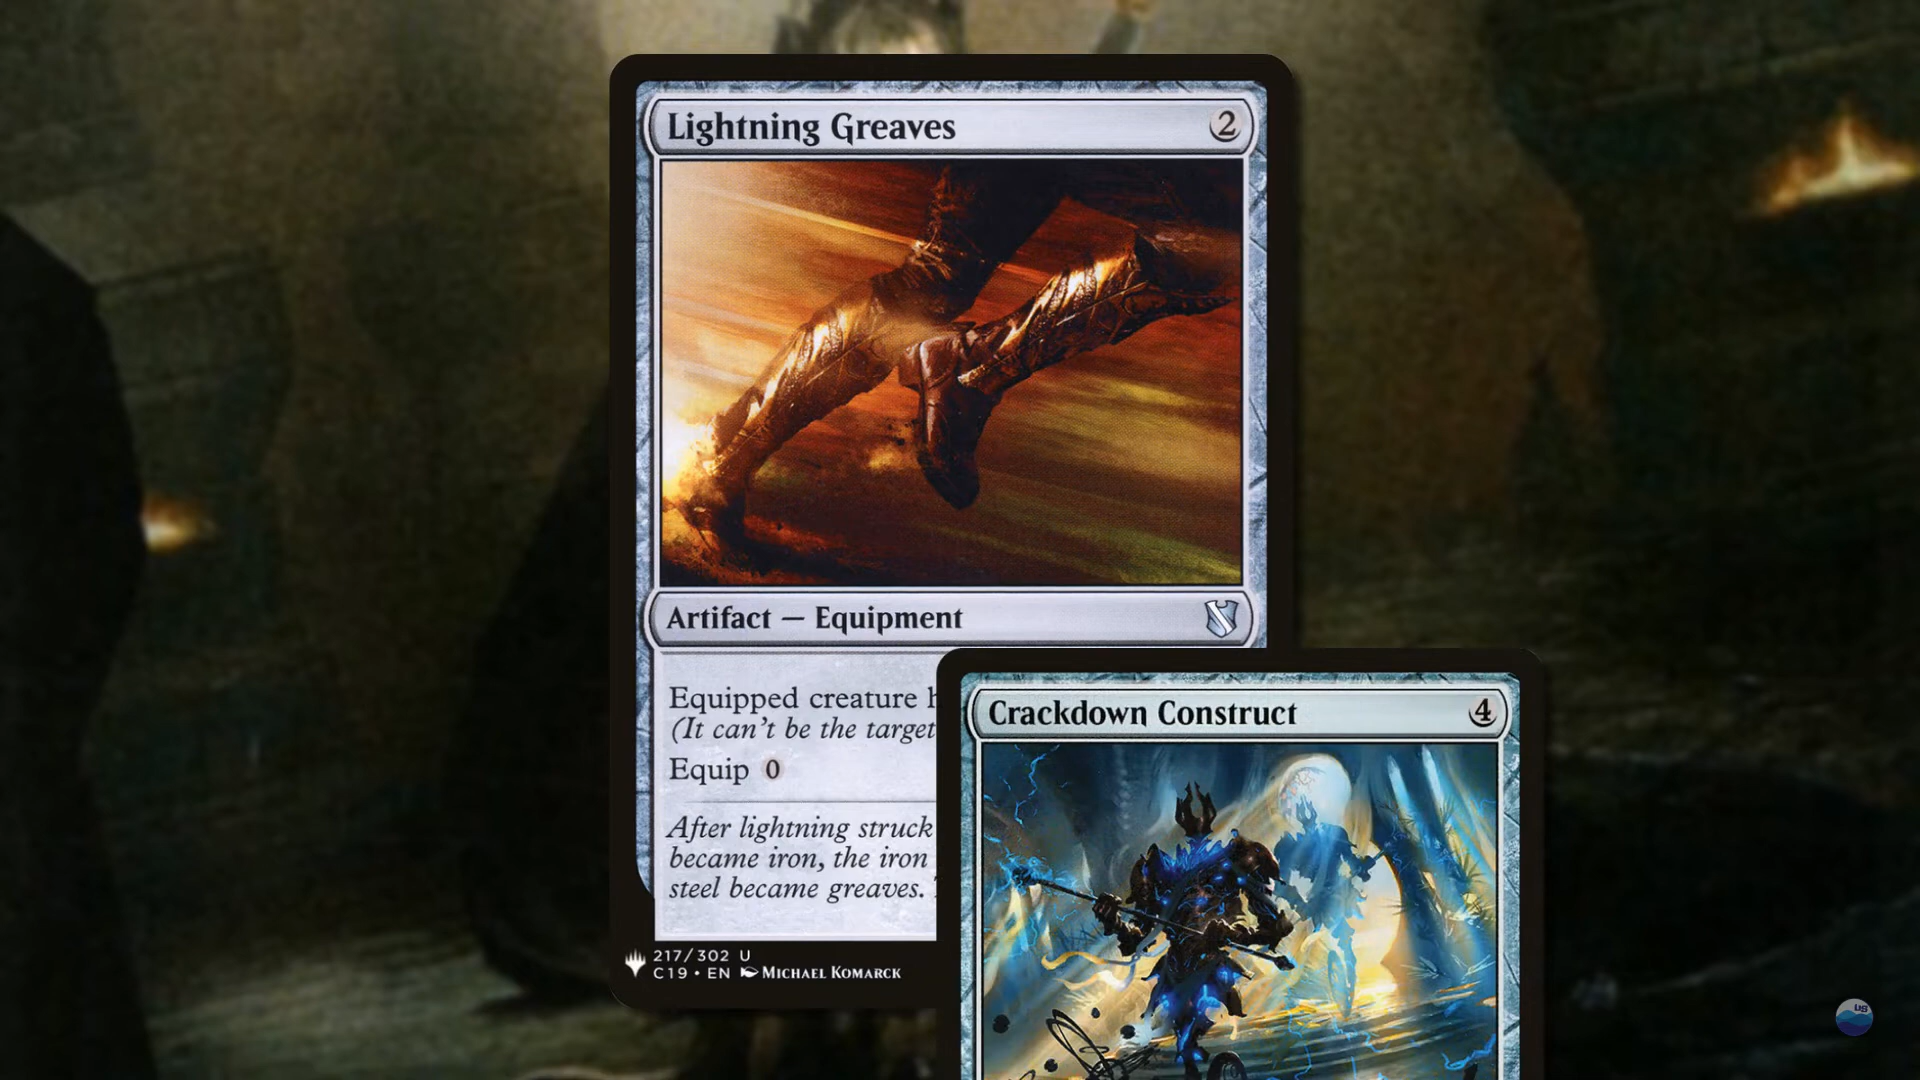 Lightning Greaves 2
Artifact — Equipment
Equipped creature h
(It can't be the target
Equip 0
After lightning struck
became iron, the iron
steel became greaves.
217/302 U
C19 • EN Michael Komarck
Crackdown Construct 4
US